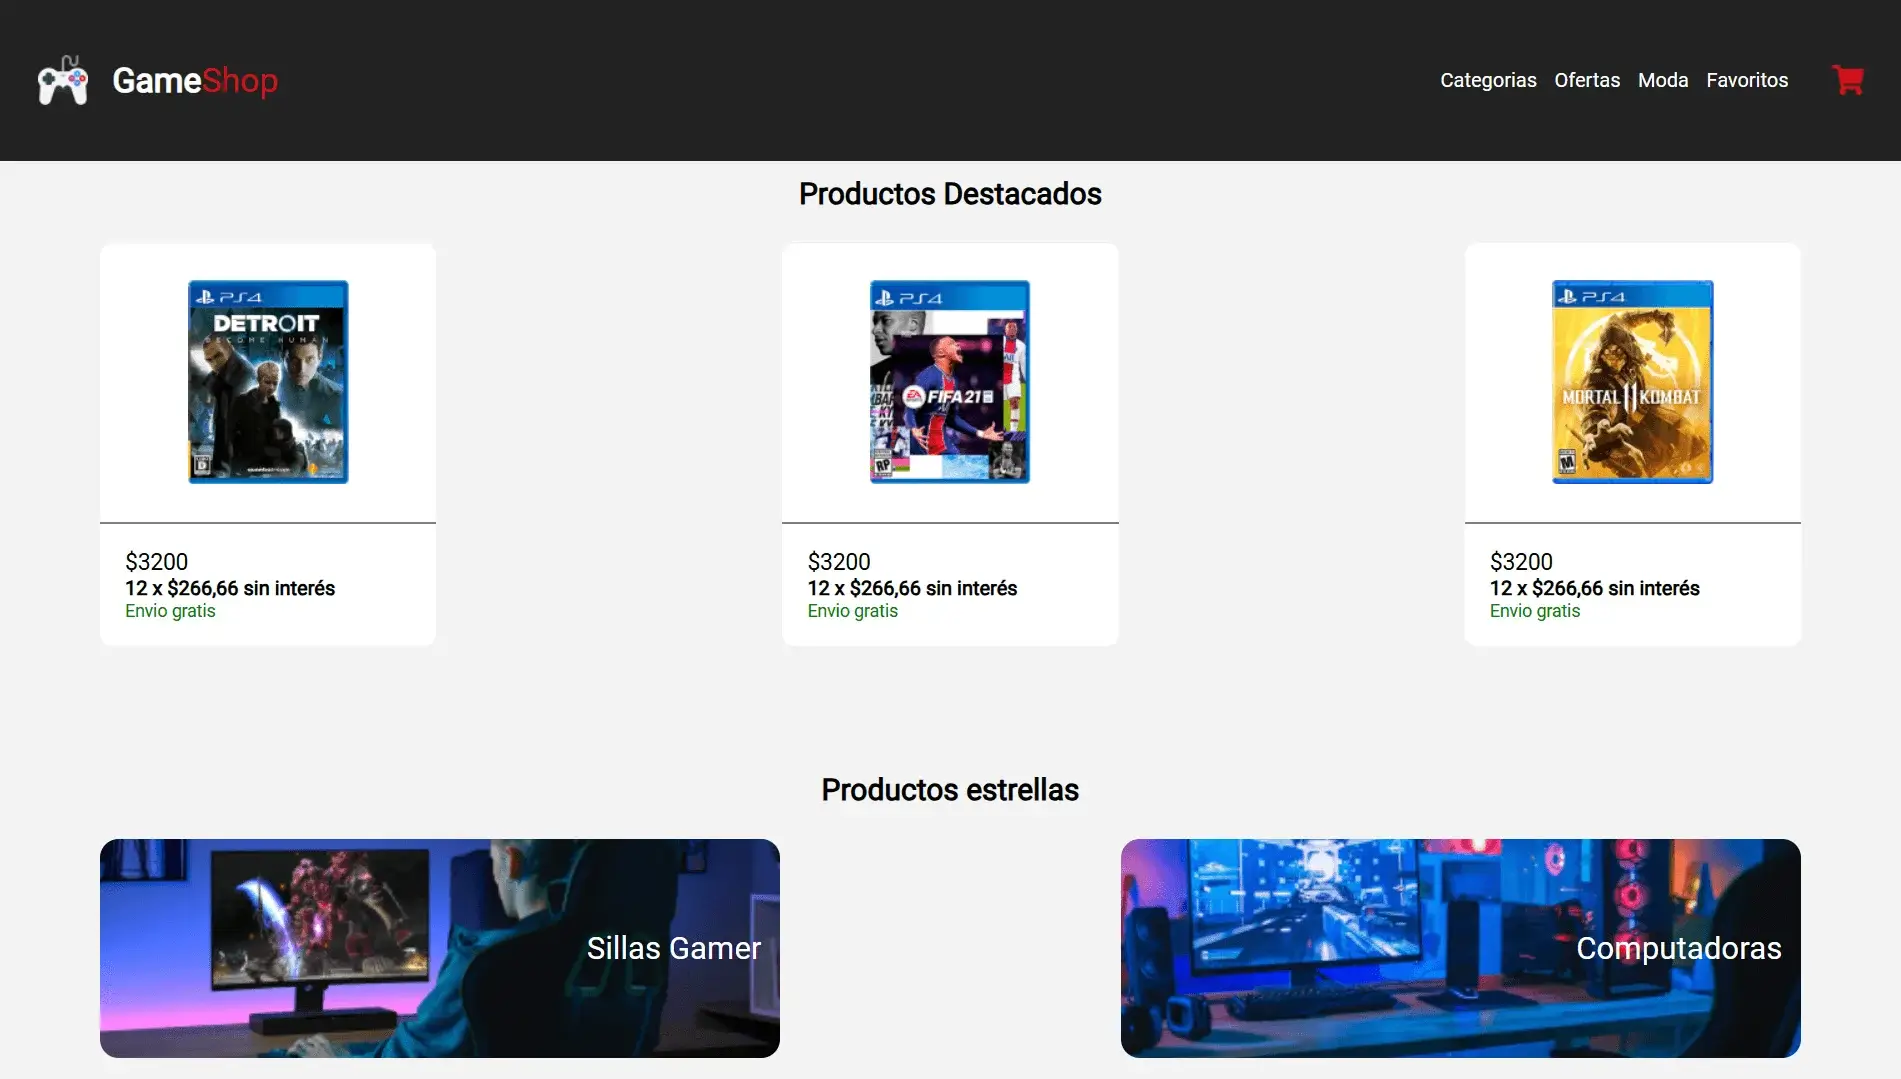 GameShop
Categorias Ofertas Moda Favoritos
Productos Destacados
PS4
DETROIT
BECOME HUMAN
PS4
FIFA 21
RP
PS4
MORTAL 11 KOMBAT
M
$3200
12 x $266,66 sin interés
Envio gratis
$3200
12 x $266,66 sin interés
Envio gratis
$3200
12 x $266,66 sin interés
Envio gratis
Productos estrellas
Sillas Gamer
Computadoras